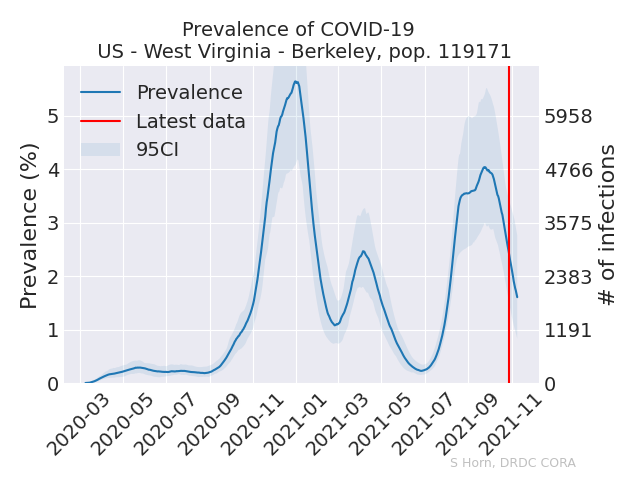 Prevalence of COVID-19
US - West Virginia - Berkeley, pop. 119171
Prevalence
Latest data
95CI
Prevalence (%)
5
4
3
2
1
0
5958
4766
3575
2383
1191
0
# of infections
2020-03
2020-05
2020-07
2020-09
2020-11
2021-01
2021-03
2021-05
2021-07
2021-09
2021-11
S Horn, DRDC CORA